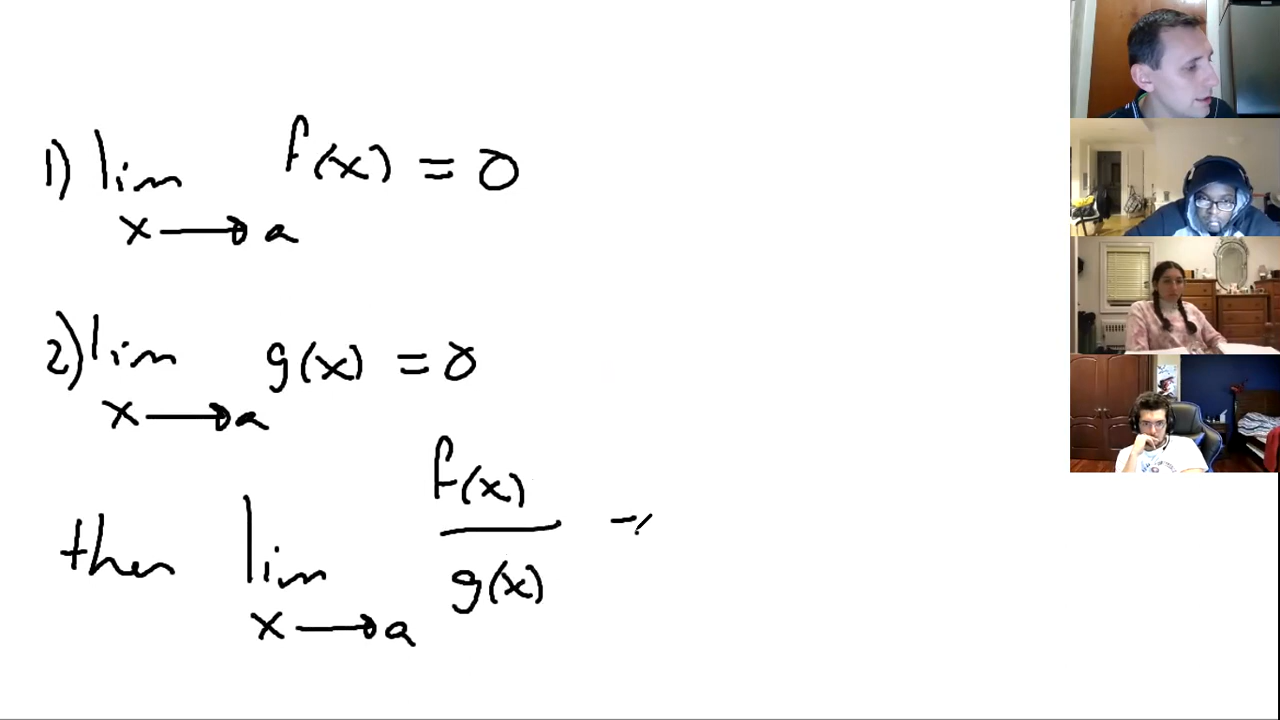 1) lim f(x) = 0
x → a
2) lim g(x) = 0
x → a
then lim f(x) / g(x) =
x → a